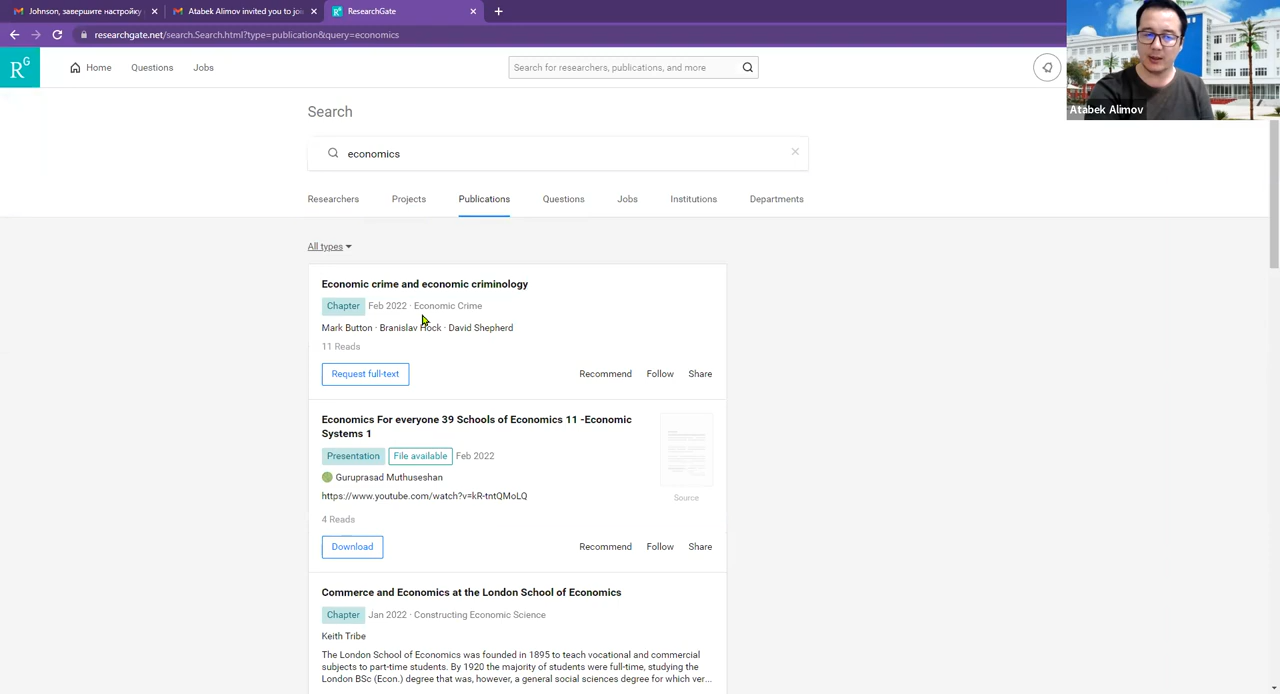 Johnson, завершите настройку
Atabek Alimov invited you to joi
ResearchGate
researchgate.net/search.Search.html?type=publication&query=economics
RG
Home
Questions
Jobs
Search for researchers, publications, and more
Atabek Alimov
Search
economics
Researchers
Projects
Publications
Questions
Jobs
Institutions
Departments
All types
Economic crime and economic criminology
Chapter Feb 2022 · Economic Crime
Mark Button · Branislav Hock · David Shepherd
11 Reads
Request full-text
Recommend
Follow
Share
Economics For everyone 39 Schools of Economics 11 -Economic
Systems 1
Presentation File available Feb 2022
Guruprasad Muthuseshan
https://www.youtube.com/watch?v=kR-tntQMoLQ
Source
4 Reads
Download
Recommend
Follow
Share
Commerce and Economics at the London School of Economics
Chapter Jan 2022 · Constructing Economic Science
Keith Tribe
The London School of Economics was founded in 1895 to teach vocational and commercial
subjects to part-time students. By 1920 the majority of students were full-time, studying the
London BSc (Econ.) degree that was, however, a general social sciences degree for which ver...